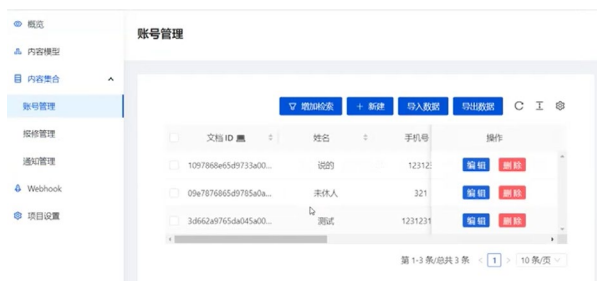 概览
内容模型
内容集合
账号管理
报修管理
通知管理
Webhook
项目设置
账号管理
增加检索 + 新建 导入数据 导出数据
文档 ID 姓名 手机号 操作
1097868e65d9733a00... 说的 12312 编辑 删除
09e7876865d9785a0a... 未休人 321 编辑 删除
3d662a9765da045a00... 测试 1231231 编辑 删除
第 1-3 条/总共 3 条 < 1 > 10 条/页